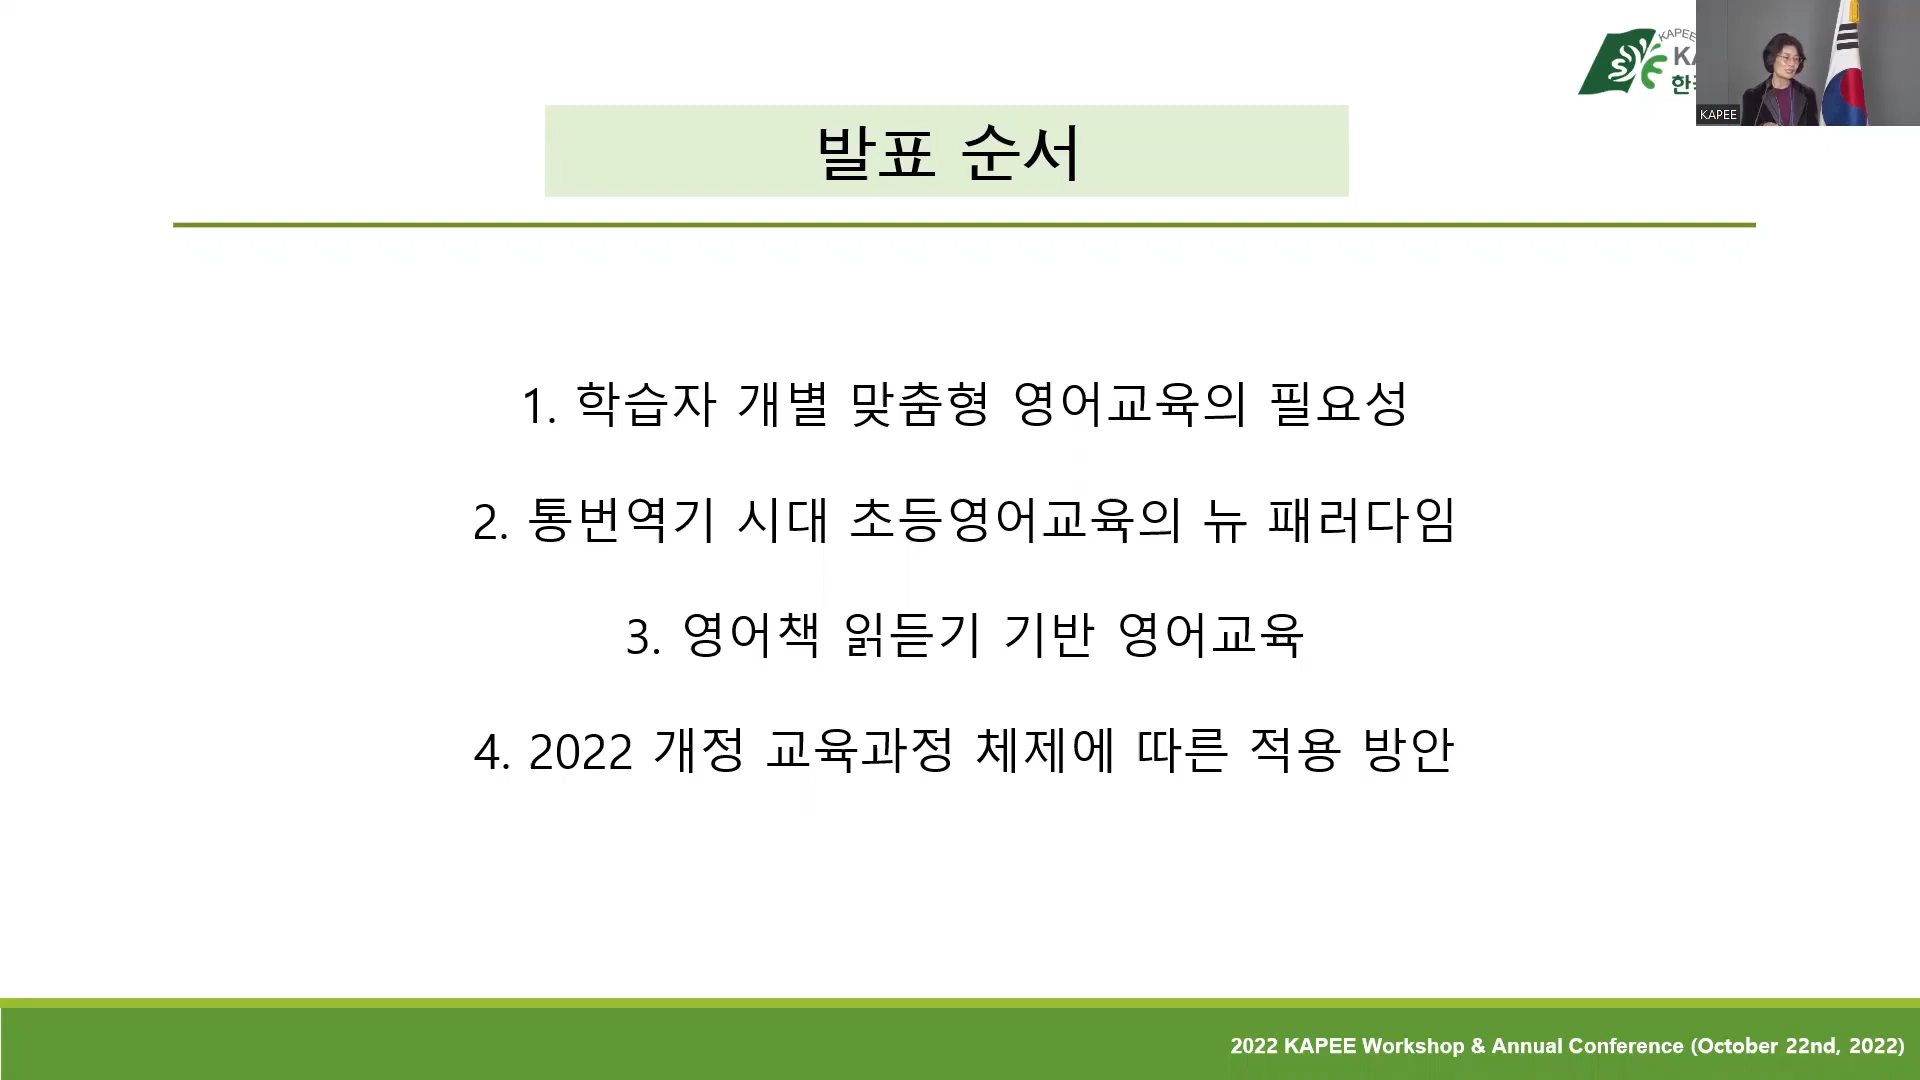 KAPEE
발표 순서
1. 학습자 개별 맞춤형 영어교육의 필요성
2. 통번역기 시대 초등영어교육의 뉴 패러다임
3. 영어책 읽듣기 기반 영어교육
4. 2022 개정 교육과정 체제에 따른 적용 방안
KAPEE
2022 KAPEE Workshop & Annual Conference (October 22nd, 2022)